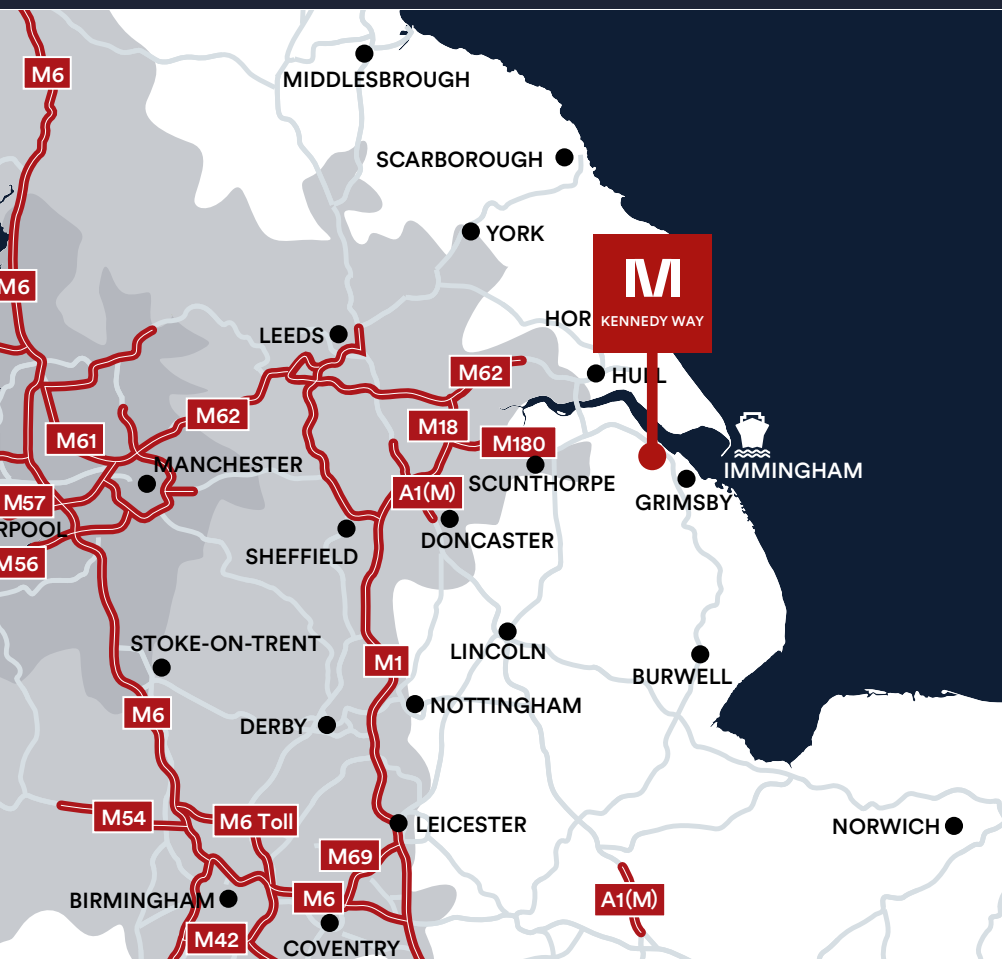 M6
MIDDLESBROUGH
SCARBOROUGH
YORK
M6
M
KENNEDY WAY
HOR
LEEDS
M62
HULL
M62
M18
M61
M180
MANCHESTER
IMMINGHAM
SCUNTHORPE
A1(M)
M57
GRIMSBY
RPOOL
DONCASTER
SHEFFIELD
M56
STOKE-ON-TRENT
LINCOLN
M1
BURWELL
NOTTINGHAM
M6
DERBY
M54
M6 Toll
LEICESTER
NORWICH
M69
BIRMINGHAM
M6
A1(M)
M42
COVENTRY